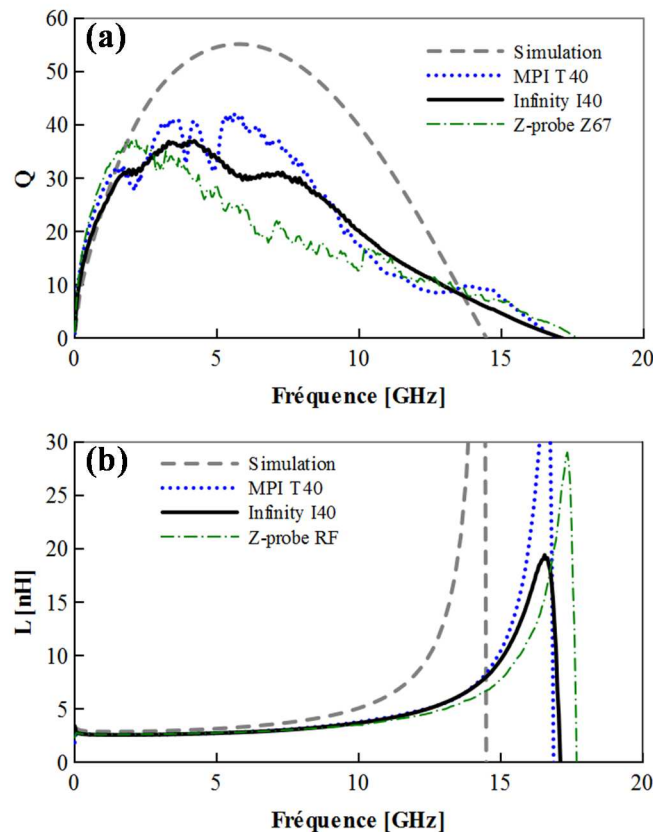 (a)
60
50
40
30
20
10
0
Q
Simulation
MPI T40
Infinity I40
Z-probe Z67
0 5 10 15 20
Fréquence [GHz]
(b)
30
25
20
15
10
5
0
L [nH]
Simulation
MPI T40
Infinity I40
Z-probe RF
0 5 10 15 20
Fréquence [GHz]